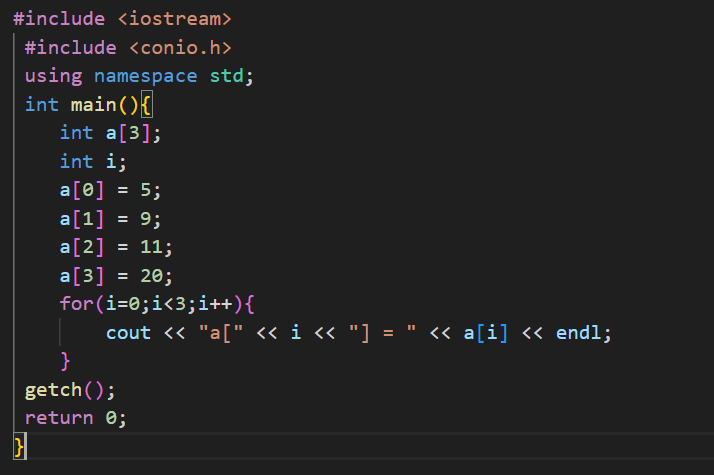 #include <iostream>
#include <conio.h>
using namespace std;
int main(){
int a[3];
int i;
a[0] = 5;
a[1] = 9;
a[2] = 11;
a[3] = 20;
for(i=0;i<3;i++){
cout << "a[" << i << "] = " << a[i] << endl;
}
getch();
return 0;
}